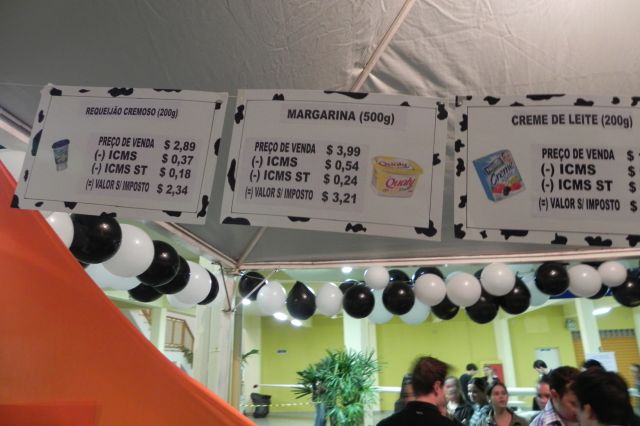 REQUEIJÃO CREMOSO (200g)
PREÇO DE VENDA $ 2,89
(-) ICMS $ 0,37
(-) ICMS ST $ 0,18
(=) VALOR S/ IMPOSTO $ 2,34
MARGARINA (500g)
PREÇO DE VENDA $ 3,99
(-) ICMS $ 0,54
(-) ICMS ST $ 0,24
(=) VALOR S/ IMPOSTO $ 3,21
Qualy
CREME DE LEITE (200g)
PREÇO DE VENDA $
(-) ICMS $
(-) ICMS ST $
(=) VALOR S/ IMPOSTO $
Creme